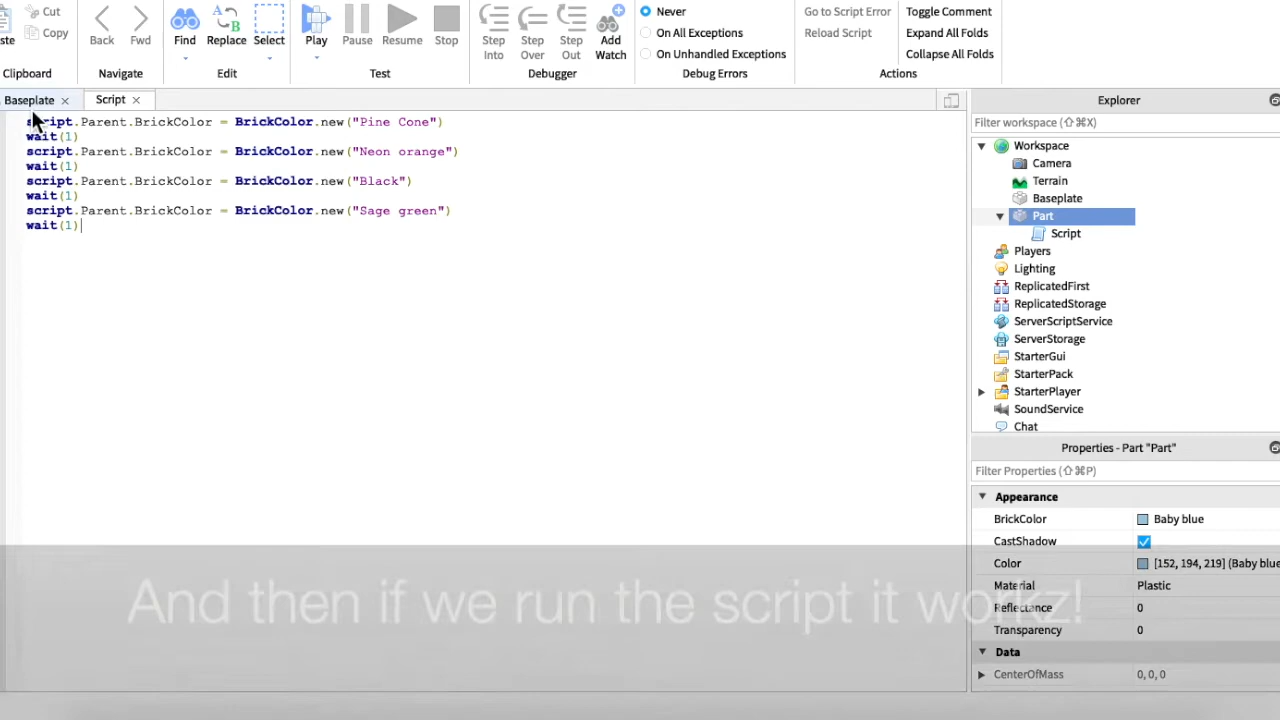 Cut
Copy
ste
Clipboard
Back
Fwd
Navigate
Find
Replace
Select
Edit
Play
Pause
Resume
Stop
Test
Step Into
Step Over
Step Out
Add Watch
Debugger
Never
On All Exceptions
On Unhandled Exceptions
Debug Errors
Go to Script Error
Reload Script
Toggle Comment
Expand All Folds
Collapse All Folds
Actions
Baseplate
Script
script.Parent.BrickColor = BrickColor.new("Pine Cone")
wait(1)
script.Parent.BrickColor = BrickColor.new("Neon orange")
wait(1)
script.Parent.BrickColor = BrickColor.new("Black")
wait(1)
script.Parent.BrickColor = BrickColor.new("Sage green")
wait(1)
Explorer
Filter workspace (⇧⌘X)
Workspace
Camera
Terrain
Baseplate
Part
Script
Players
Lighting
ReplicatedFirst
ReplicatedStorage
ServerScriptService
ServerStorage
StarterGui
StarterPack
StarterPlayer
SoundService
Chat
Properties - Part "Part"
Filter Properties (⇧⌘P)
Appearance
BrickColor Baby blue
CastShadow
Color [152, 194, 219] (Baby blue
Material Plastic
Reflectance 0
Transparency 0
Data
CenterOfMass 0, 0, 0
And then if we run the script it workz!